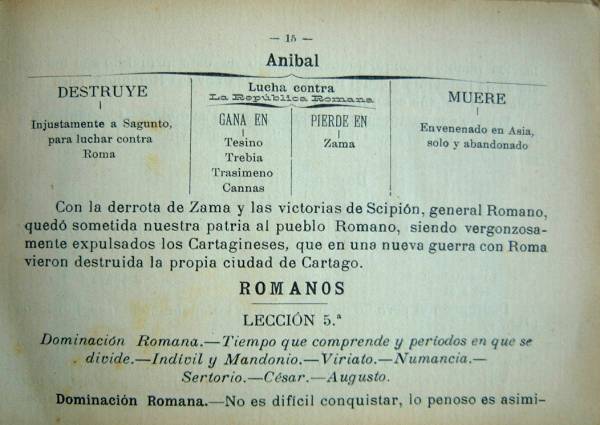 — 15 —
Anibal
DESTRUYE
Injustamente a Sagunto,
para luchar contra
Roma
Lucha contra
La República Romana
GANA EN
Tesino
Trebia
Trasimeno
Cannas
PIERDE EN
Zama
MUERE
Envenenado en Asia,
solo y abandonado
Con la derrota de Zama y las victorias de Scipión, general Romano,
quedó sometida nuestra patria al pueblo Romano, siendo vergonzosa-
mente expulsados los Cartagineses, que en una nueva guerra con Roma
vieron destruida la propia ciudad de Cartago.
ROMANOS
LECCIÓN 5.ª
Dominación Romana.—Tiempo que comprende y períodos en que se
divide.—Indívil y Mandonio.—Viriato.—Numancia.—
Sertorio.—César.—Augusto.
Dominación Romana.—No es difícil conquistar, lo penoso es asimi-